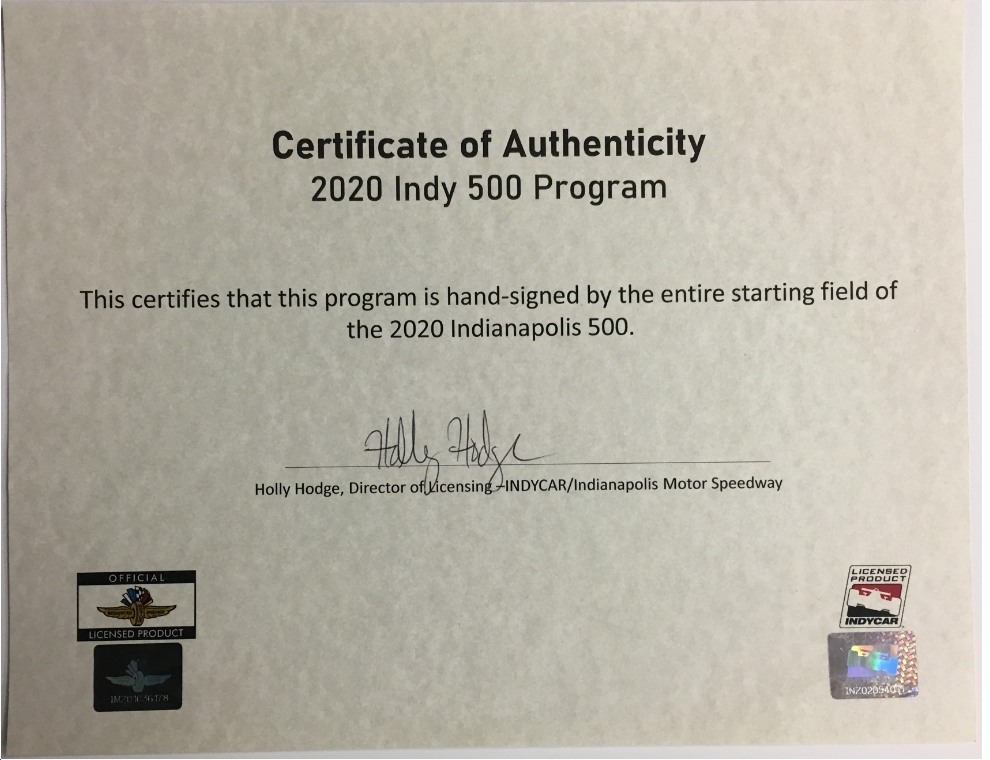 Certificate of Authenticity
2020 Indy 500 Program
This certifies that this program is hand-signed by the entire starting field of
the 2020 Indianapolis 500.
Holly Hodge
Holly Hodge, Director of Licensing –INDYCAR/Indianapolis Motor Speedway
OFFICIAL
LICENSED PRODUCT
LICENSED
PRODUCT
INDYCAR